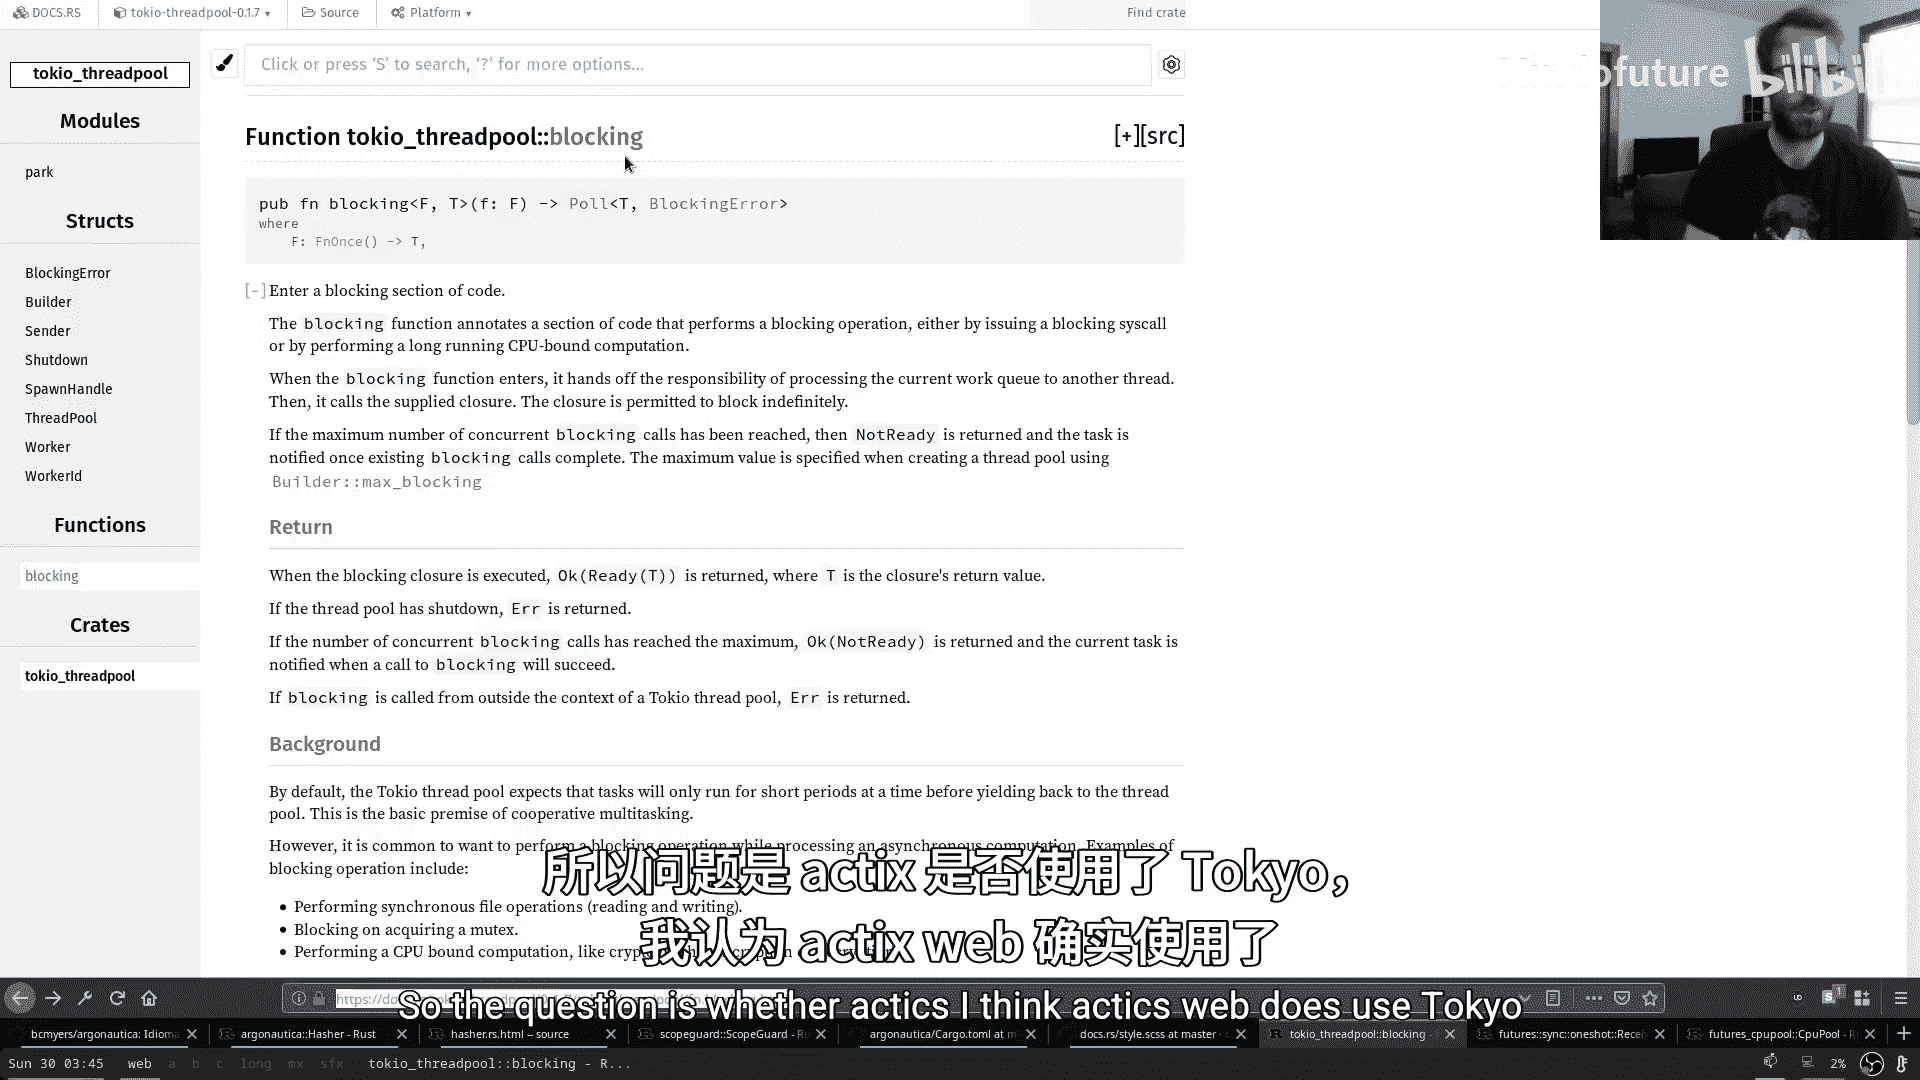 DOCS.RS
tokio-threadpool-0.1.7
Source
Platform
Find crate
tokio_threadpool
Modules
park
Structs
BlockingError
Builder
Sender
Shutdown
SpawnHandle
ThreadPool
Worker
WorkerId
Functions
blocking
Crates
tokio_threadpool
Click or press ‘S’ to search, ‘?’ for more options...
Function tokio_threadpool::blocking
[+][src]
pub fn blocking<F, T>(f: F) -> Poll<T, BlockingError>
where
F: FnOnce() -> T,
[-] Enter a blocking section of code.
The blocking function annotates a section of code that performs a blocking operation, either by issuing a blocking syscall
or by performing a long running CPU-bound computation.
When the blocking function enters, it hands off the responsibility of processing the current work queue to another thread.
Then, it calls the supplied closure. The closure is permitted to block indefinitely.
If the maximum number of concurrent blocking calls has been reached, then NotReady is returned and the task is
notified once existing blocking calls complete. The maximum value is specified when creating a thread pool using
Builder::max_blocking
Return
When the blocking closure is executed, Ok(Ready(T)) is returned, where T is the closure's return value.
If the thread pool has shutdown, Err is returned.
If the number of concurrent blocking calls has reached the maximum, Ok(NotReady) is returned and the current task is
notified when a call to blocking will succeed.
If blocking is called from outside the context of a Tokio thread pool, Err is returned.
Background
By default, the Tokio thread pool expects that tasks will only run for short periods at a time before yielding back to the thread
pool. This is the basic premise of cooperative multitasking.
However, it is common to want to perform a blocking operation while processing an asynchronous computation. Examples of
blocking operation include:
Performing synchronous file operations (reading and writing).
Blocking on acquiring a mutex.
Performing a CPU bound computation, like
所以问题是 actix 是否使用了 Tokyo,
我认为 actix web 确实使用了
So the question is whether actics I think actics web does use Tokyo
future bilibili
bcmyers/argonautica: Idioma
argonautica::Hasher - Rust
hasher.rs.html -- source
scopeguard::ScopeGuard - Ru
argonautica/Cargo.toml at m
docs.rs/style.scss at master ·
tokio_threadpool::blocking -
futures::sync::oneshot::Recei
futures_cpupool::CpuPool - R
Sun 30 03:45 web a b c long mx sfx tokio_threadpool::blocking - R... 2%